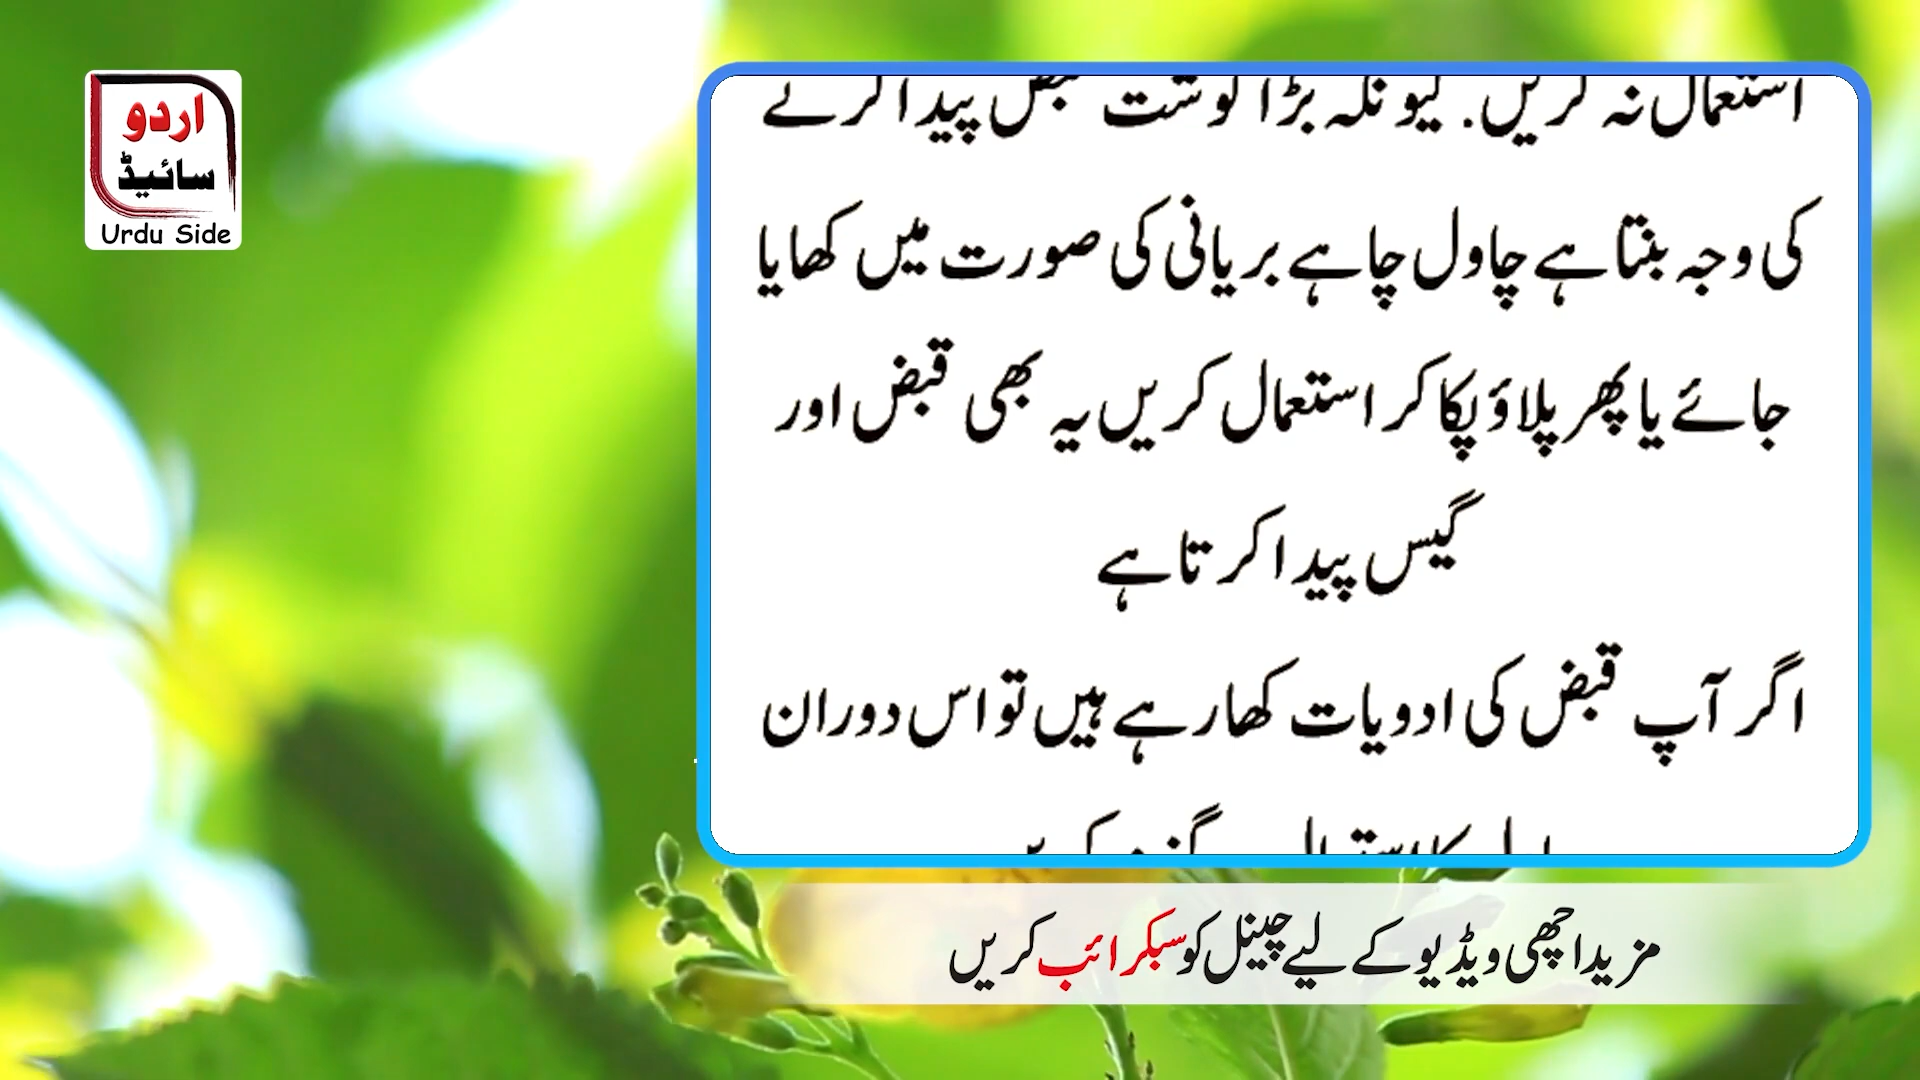 اردو
سائیڈ
Urdu Side
استعمال نہ کریں. کیونکہ بڑا گوشت قبض پیدا کرنے
کی وجہ بنتا ہے چاول چاہے بریانی کی صورت میں کھایا
جائے یا پھر پلاؤ پکا کر استعمال کریں یہ بھی قبض اور
گیس پیدا کرتا ہے
اگر آپ قبض کی ادویات کھا رہے ہیں تو اس دوران
مزید اچھی ویڈیو کے لیے چینل کو سبکرائب کریں